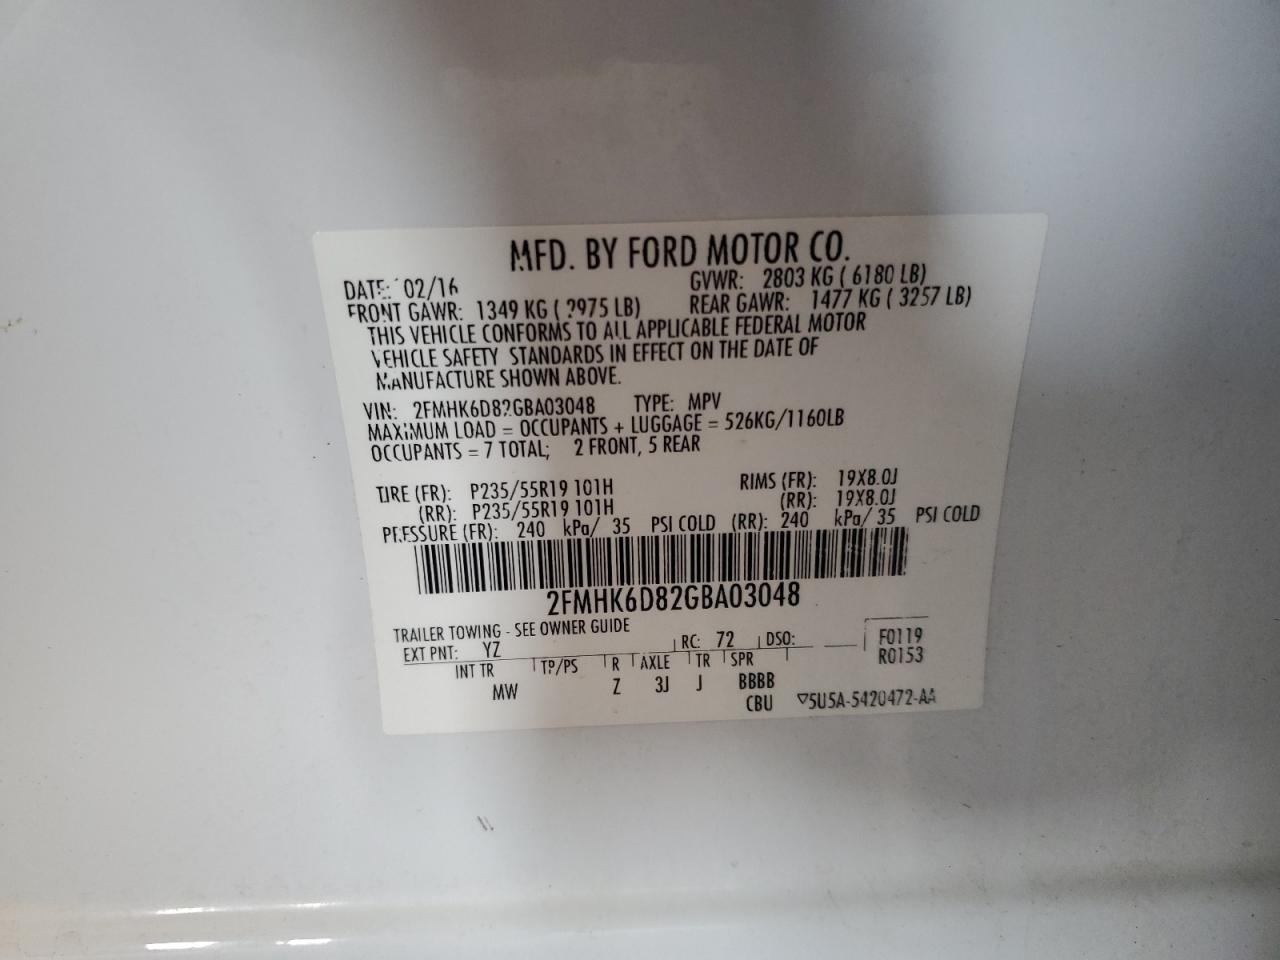 MFD. BY FORD MOTOR CO.
DATE: 02/16 GVWR: 2803 KG ( 6180 LB)
FRONT GAWR: 1349 KG ( 2975 LB) REAR GAWR: 1477 KG ( 3257 LB)
THIS VEHICLE CONFORMS TO ALL APPLICABLE FEDERAL MOTOR
VEHICLE SAFETY STANDARDS IN EFFECT ON THE DATE OF
MANUFACTURE SHOWN ABOVE.
VIN: 2FMHK6D82GBA03048 TYPE: MPV
MAXIMUM LOAD = OCCUPANTS + LUGGAGE = 526KG/1160LB
OCCUPANTS = 7 TOTAL; 2 FRONT, 5 REAR
TIRE (FR): P235/55R19 101H RIMS (FR): 19X8.0J
(RR): P235/55R19 101H (RR): 19X8.0J
PRESSURE (FR): 240 kPa/ 35 PSI COLD (RR): 240 kPa/ 35 PSI COLD
2FMHK6D82GBA03048
TRAILER TOWING - SEE OWNER GUIDE
EXT PNT: YZ RC: 72 DSO: F0119
R0153
INT TR TP/PS R AXLE TR SPR
MW Z 3J J BBBB
CBU ▽5U5A-5420472-AA